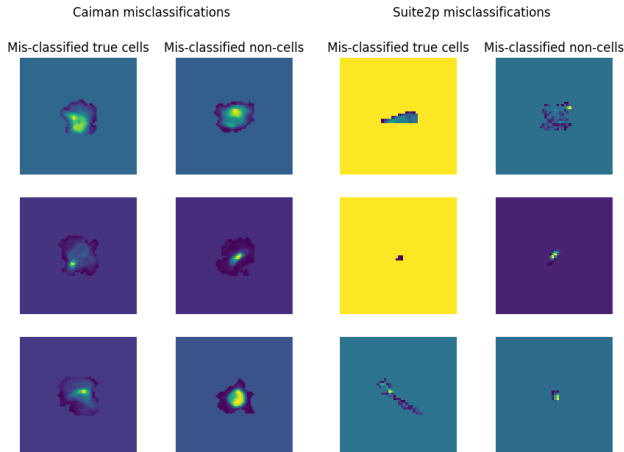 Caiman misclassifications
Suite2p misclassifications
Mis-classified true cells
Mis-classified non-cells
Mis-classified true cells
Mis-classified non-cells